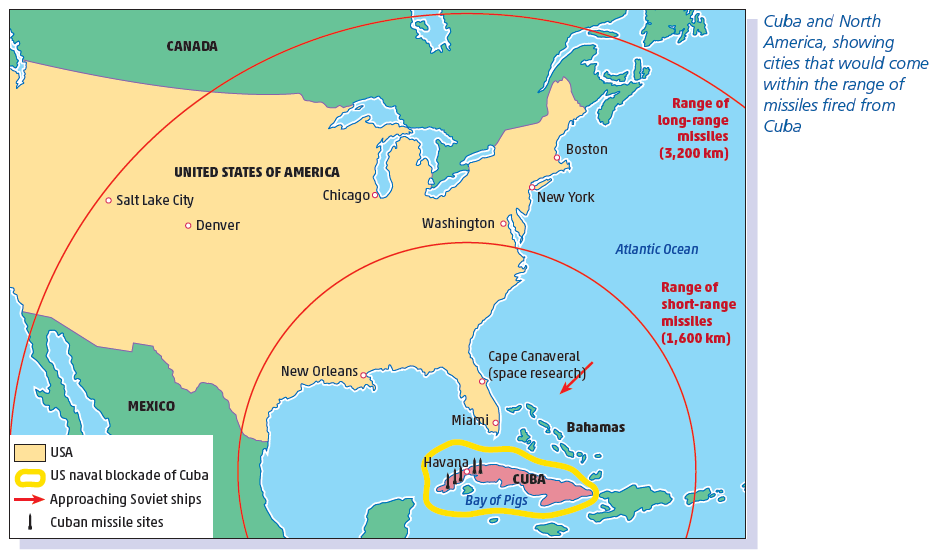 Cuba and North
America, showing
cities that would come
within the range of
missiles fired from
Cuba
CANADA
Range of
long-range
missiles
(3,200 km)
Boston
UNITED STATES OF AMERICA
Chicago
New York
Salt Lake City
Denver
Washington
Atlantic Ocean
Range of
short-range
missiles
(1,600 km)
Cape Canaveral
(space research)
New Orleans
MEXICO
Miami
Bahamas
Havana
CUBA
Bay of Pigs
USA
US naval blockade of Cuba
Approaching Soviet ships
Cuban missile sites